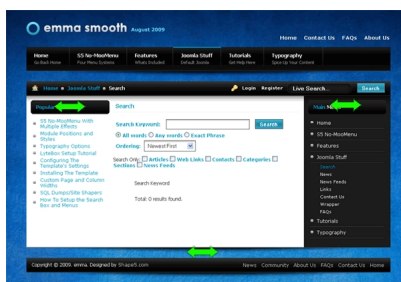 emma smooth August 2009
Home Contact Us FAQs About Us
Home S5 No-MooMenu Features Joomla Stuff Tutorials Typography
Go Back Home Four Menu Systems Whats Included Default Joomla Get Help Here Spice Up Your Content
Home Joomla Stuff Search Login Register Live Search... Search
Popular
S5 No-MooMenu With
Multiple Effects
Module Positions and
Styles
Typography Options
LyteBox Setup Tutorial
Configuring The
Template's Settings
Installing The Template
Custom Page and Column
Widths
SQL Dumps/Site Shapers
How To Setup the Search
Box and Menus
Search
Search Keyword: Search
All words Any words Exact Phrase
Ordering: Newest First
Search Only: Articles Web Links Contacts Categories
Sections News Feeds
Search Keyword
Total: 0 results found.
Main
Home
S5 No-MooMenu
Features
Joomla Stuff
Search
News
News Feeds
Links
Contact Us
Wrapper
FAQs
Tutorials
Typography
Copyright © 2009. emma. Designed by Shape5.com
News Community About Us FAQs Contact Us Home